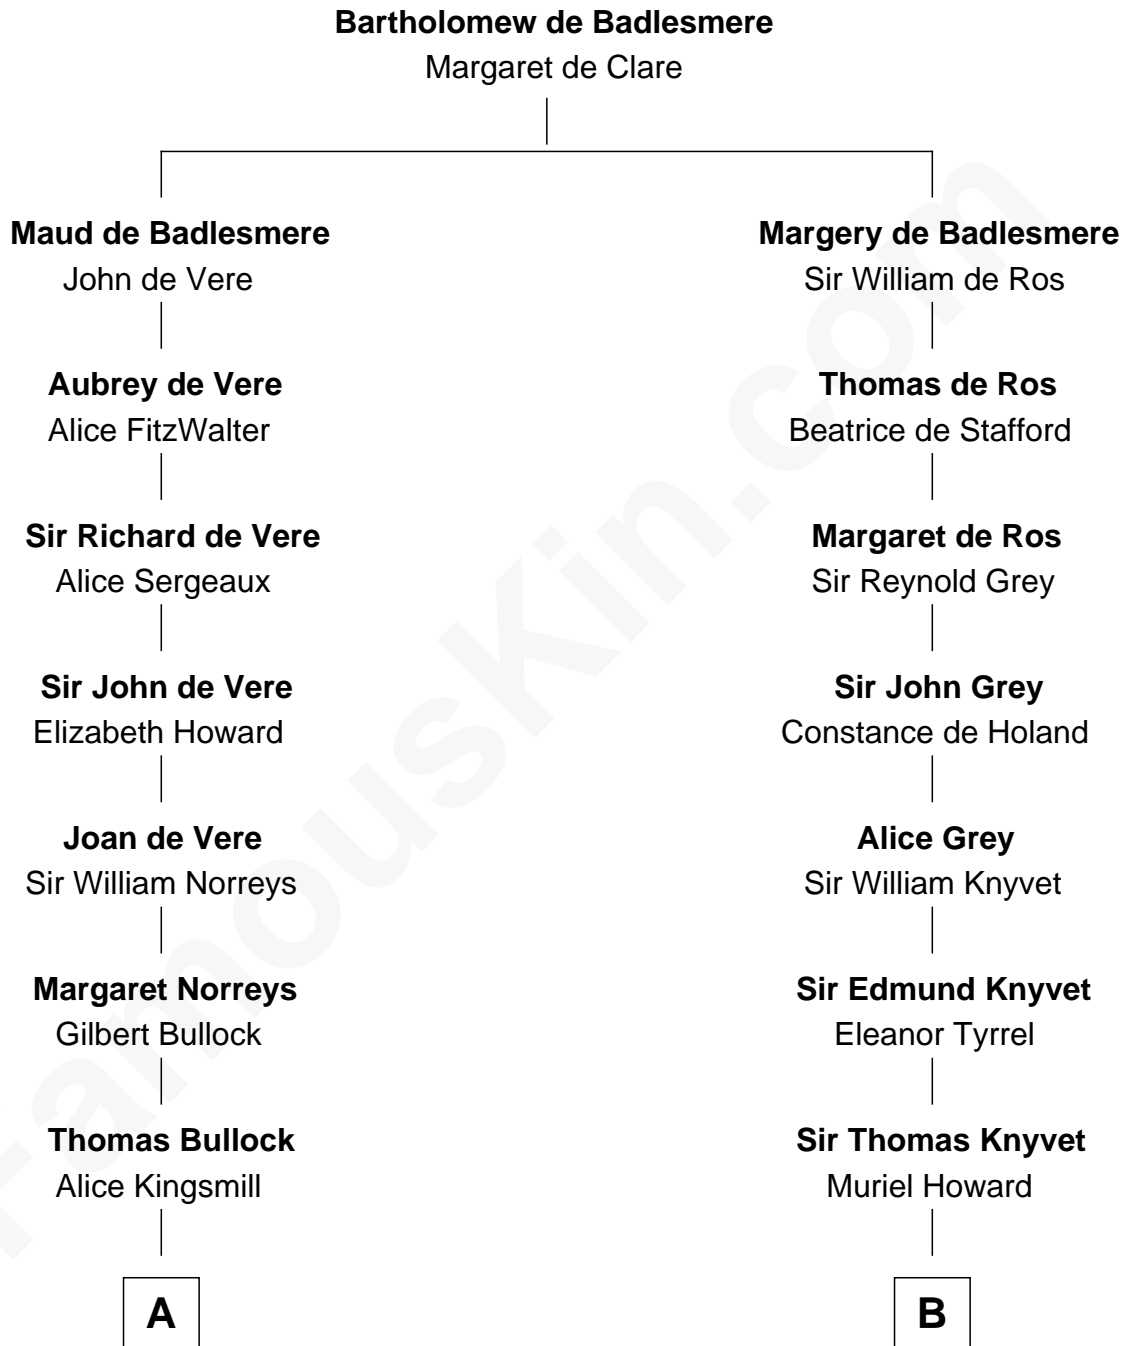 Bartholomew de Badlesmere
Margaret de Clare
Maud de Badlesmere
John de Vere
Margery de Badlesmere
Sir William de Ros
Aubrey de Vere
Alice FitzWalter
Thomas de Ros
Beatrice de Stafford
Sir Richard de Vere
Alice Sergeaux
Margaret de Ros
Sir Reynold Grey
Sir John de Vere
Elizabeth Howard
Sir John Grey
Constance de Holand
Joan de Vere
Sir William Norreys
Alice Grey
Sir William Knyvet
Margaret Norreys
Gilbert Bullock
Sir Edmund Knyvet
Eleanor Tyrrel
Thomas Bullock
Alice Kingsmill
Sir Thomas Knyvet
Muriel Howard
A
B
FamousKin.com